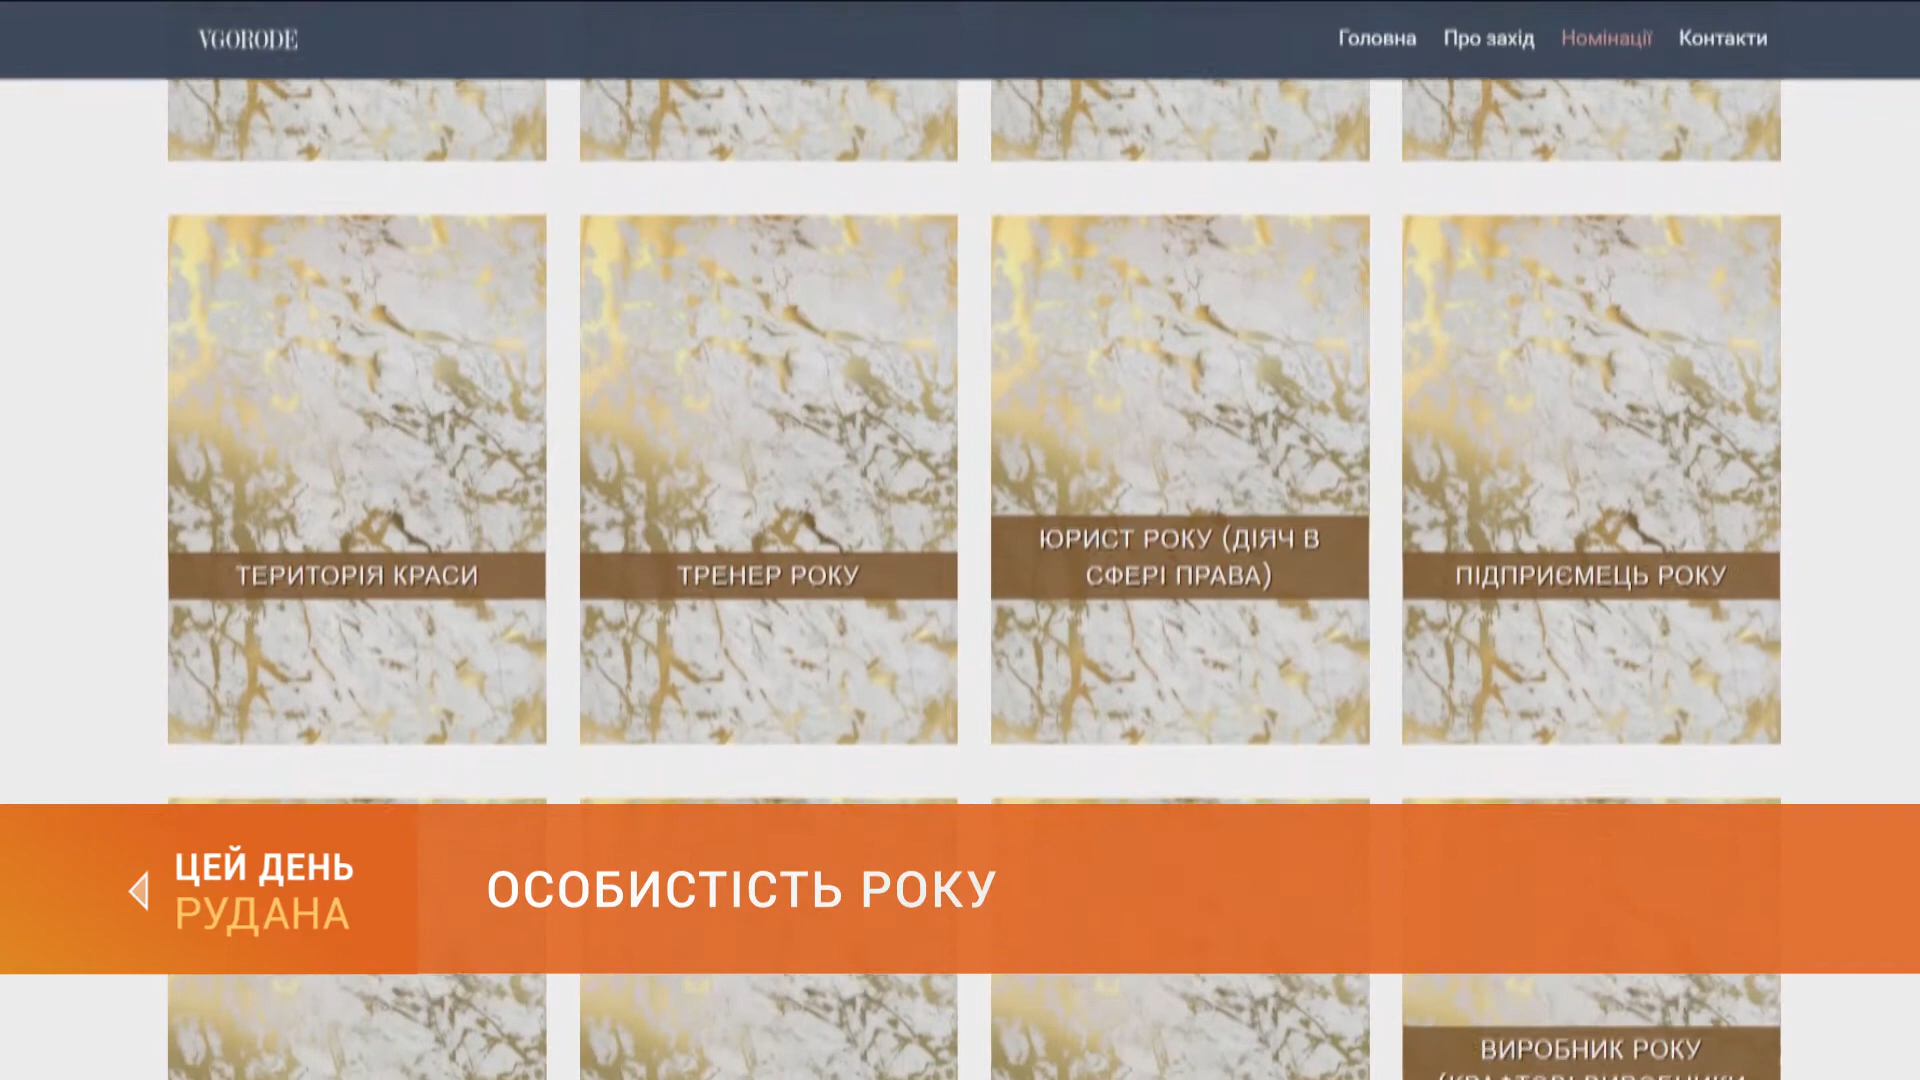 VGORODE
Головна Про захід Номінації Контакти
ТЕРИТОРІЯ КРАСИ
ТРЕНЕР РОКУ
ЮРИСТ РОКУ (ДІЯЧ В
СФЕРІ ПРАВА)
ПІДПРИЄМЕЦЬ РОКУ
ЦЕЙ ДЕНЬ
РУДАНА
ОСОБИСТІСТЬ РОКУ
ВИРОБНИК РОКУ